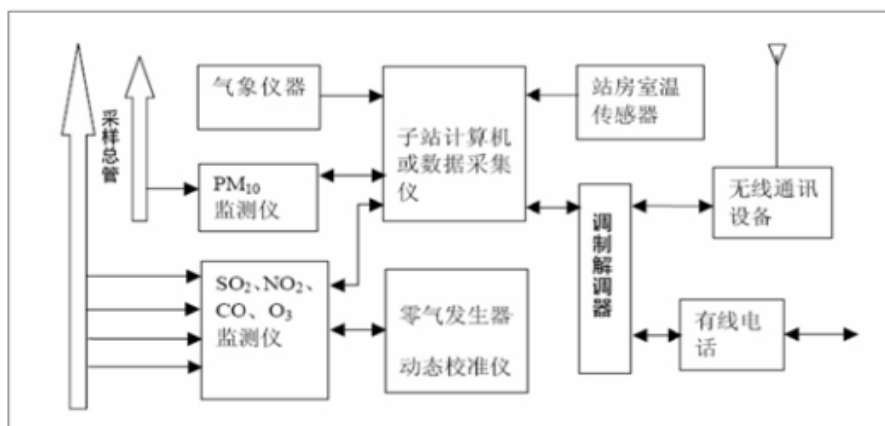 采样总管
气象仪器
子站计算机
或数据采集
仪
站房室温
传感器
PM₁₀
监测仪
调制解调器
无线通讯
设备
SO₂、NO₂、
CO、O₃
监测仪
零气发生器
动态校准仪
有线电
话